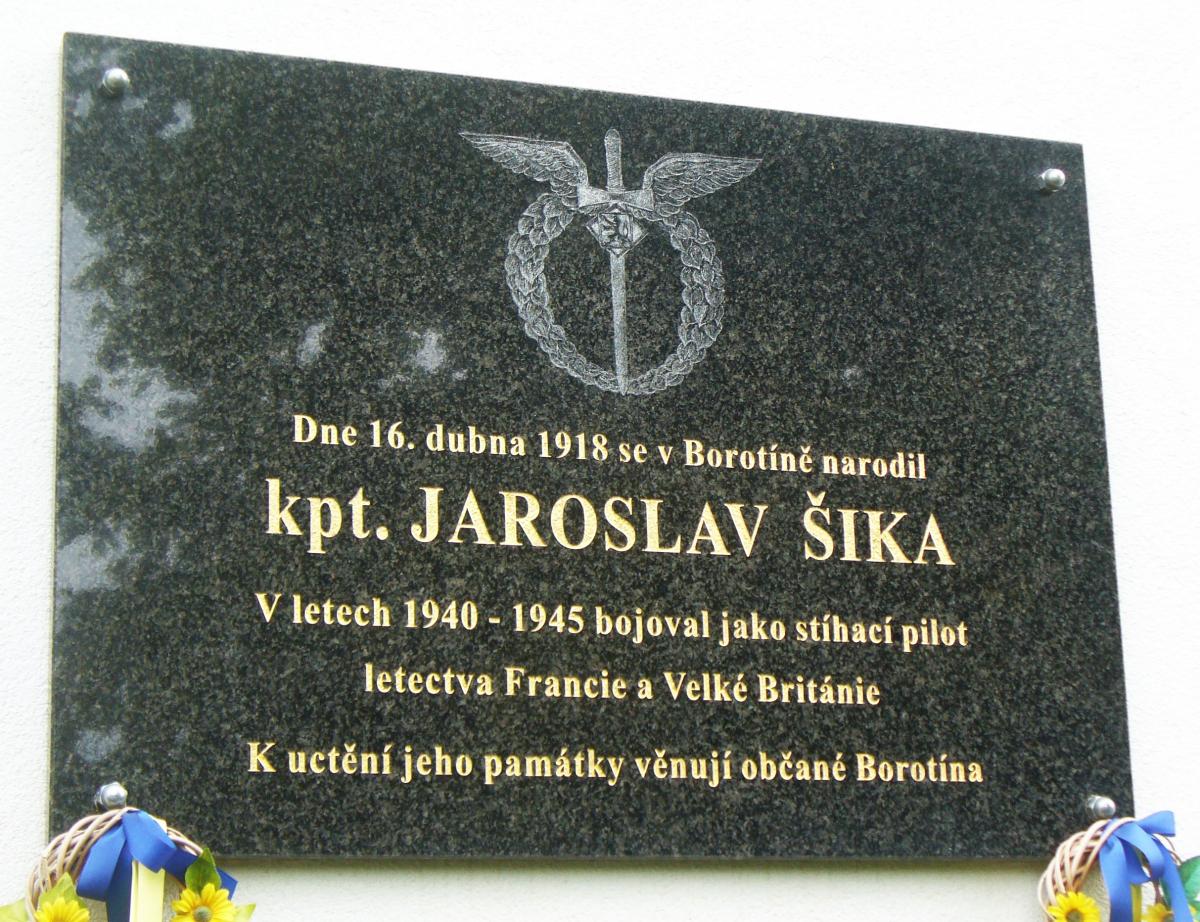 Dne 16. dubna 1918 se v Borotíně narodil
kpt. JAROSLAV ŠIKA
V letech 1940 - 1945 bojoval jako stíhací pilot
letectva Francie a Velké Británie
K uctění jeho památky věnují občané Borotína